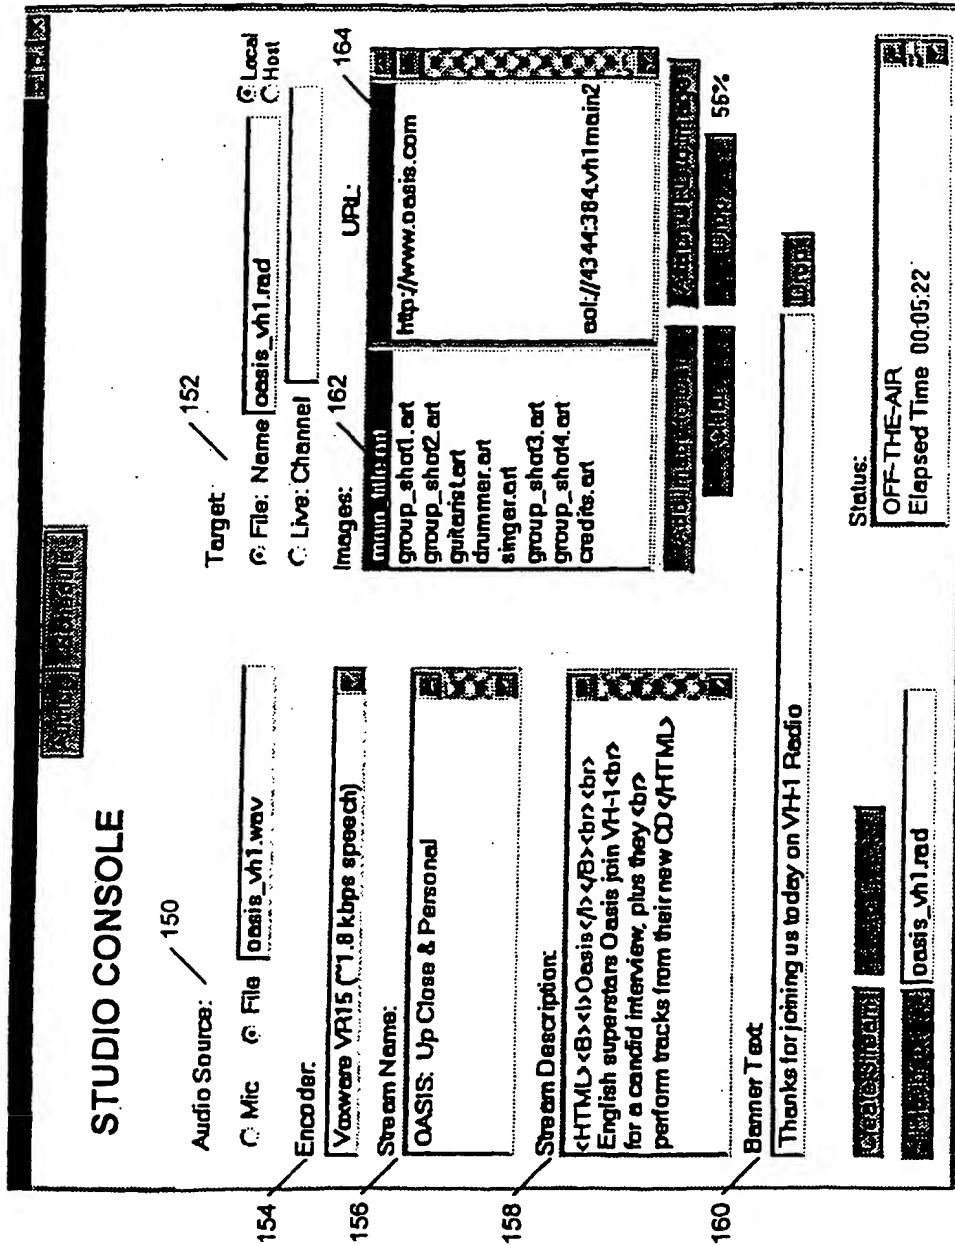 STUDIO CONSOLE
150
Audio Source:
Mic File oasis_vh1.wav
154
Encoder:
Voxware VR15 (~1.8 kbps speech)
156
Stream Name:
OASIS: Up Close & Personal
158
Stream Description:
<HTML><B><I>Oasis</I></B><br><br>
English superstars Oasis join VH-1<br>
for a candid interview, plus they <br>
perform tracks from their new CD</HTML>
160
Banner Text
Thanks for joining us today on VH-1 Radio
Drop!
Create Stream
oasis_vh1.rad
152
Target
File: Name oasis_vh1.rad
Local
Host
Live: Channel
162
Images:
main_title.art
group_shot1.art
group_shot2.art
guitarist.art
drummer.art
singer.art
group_shot3.art
group_shot4.art
credits.art
164
URL:
http://www.oasis.com
aol://4344:384.vh1main2
56%
Status:
OFF-THE-AIR
Elapsed Time 00:05:22